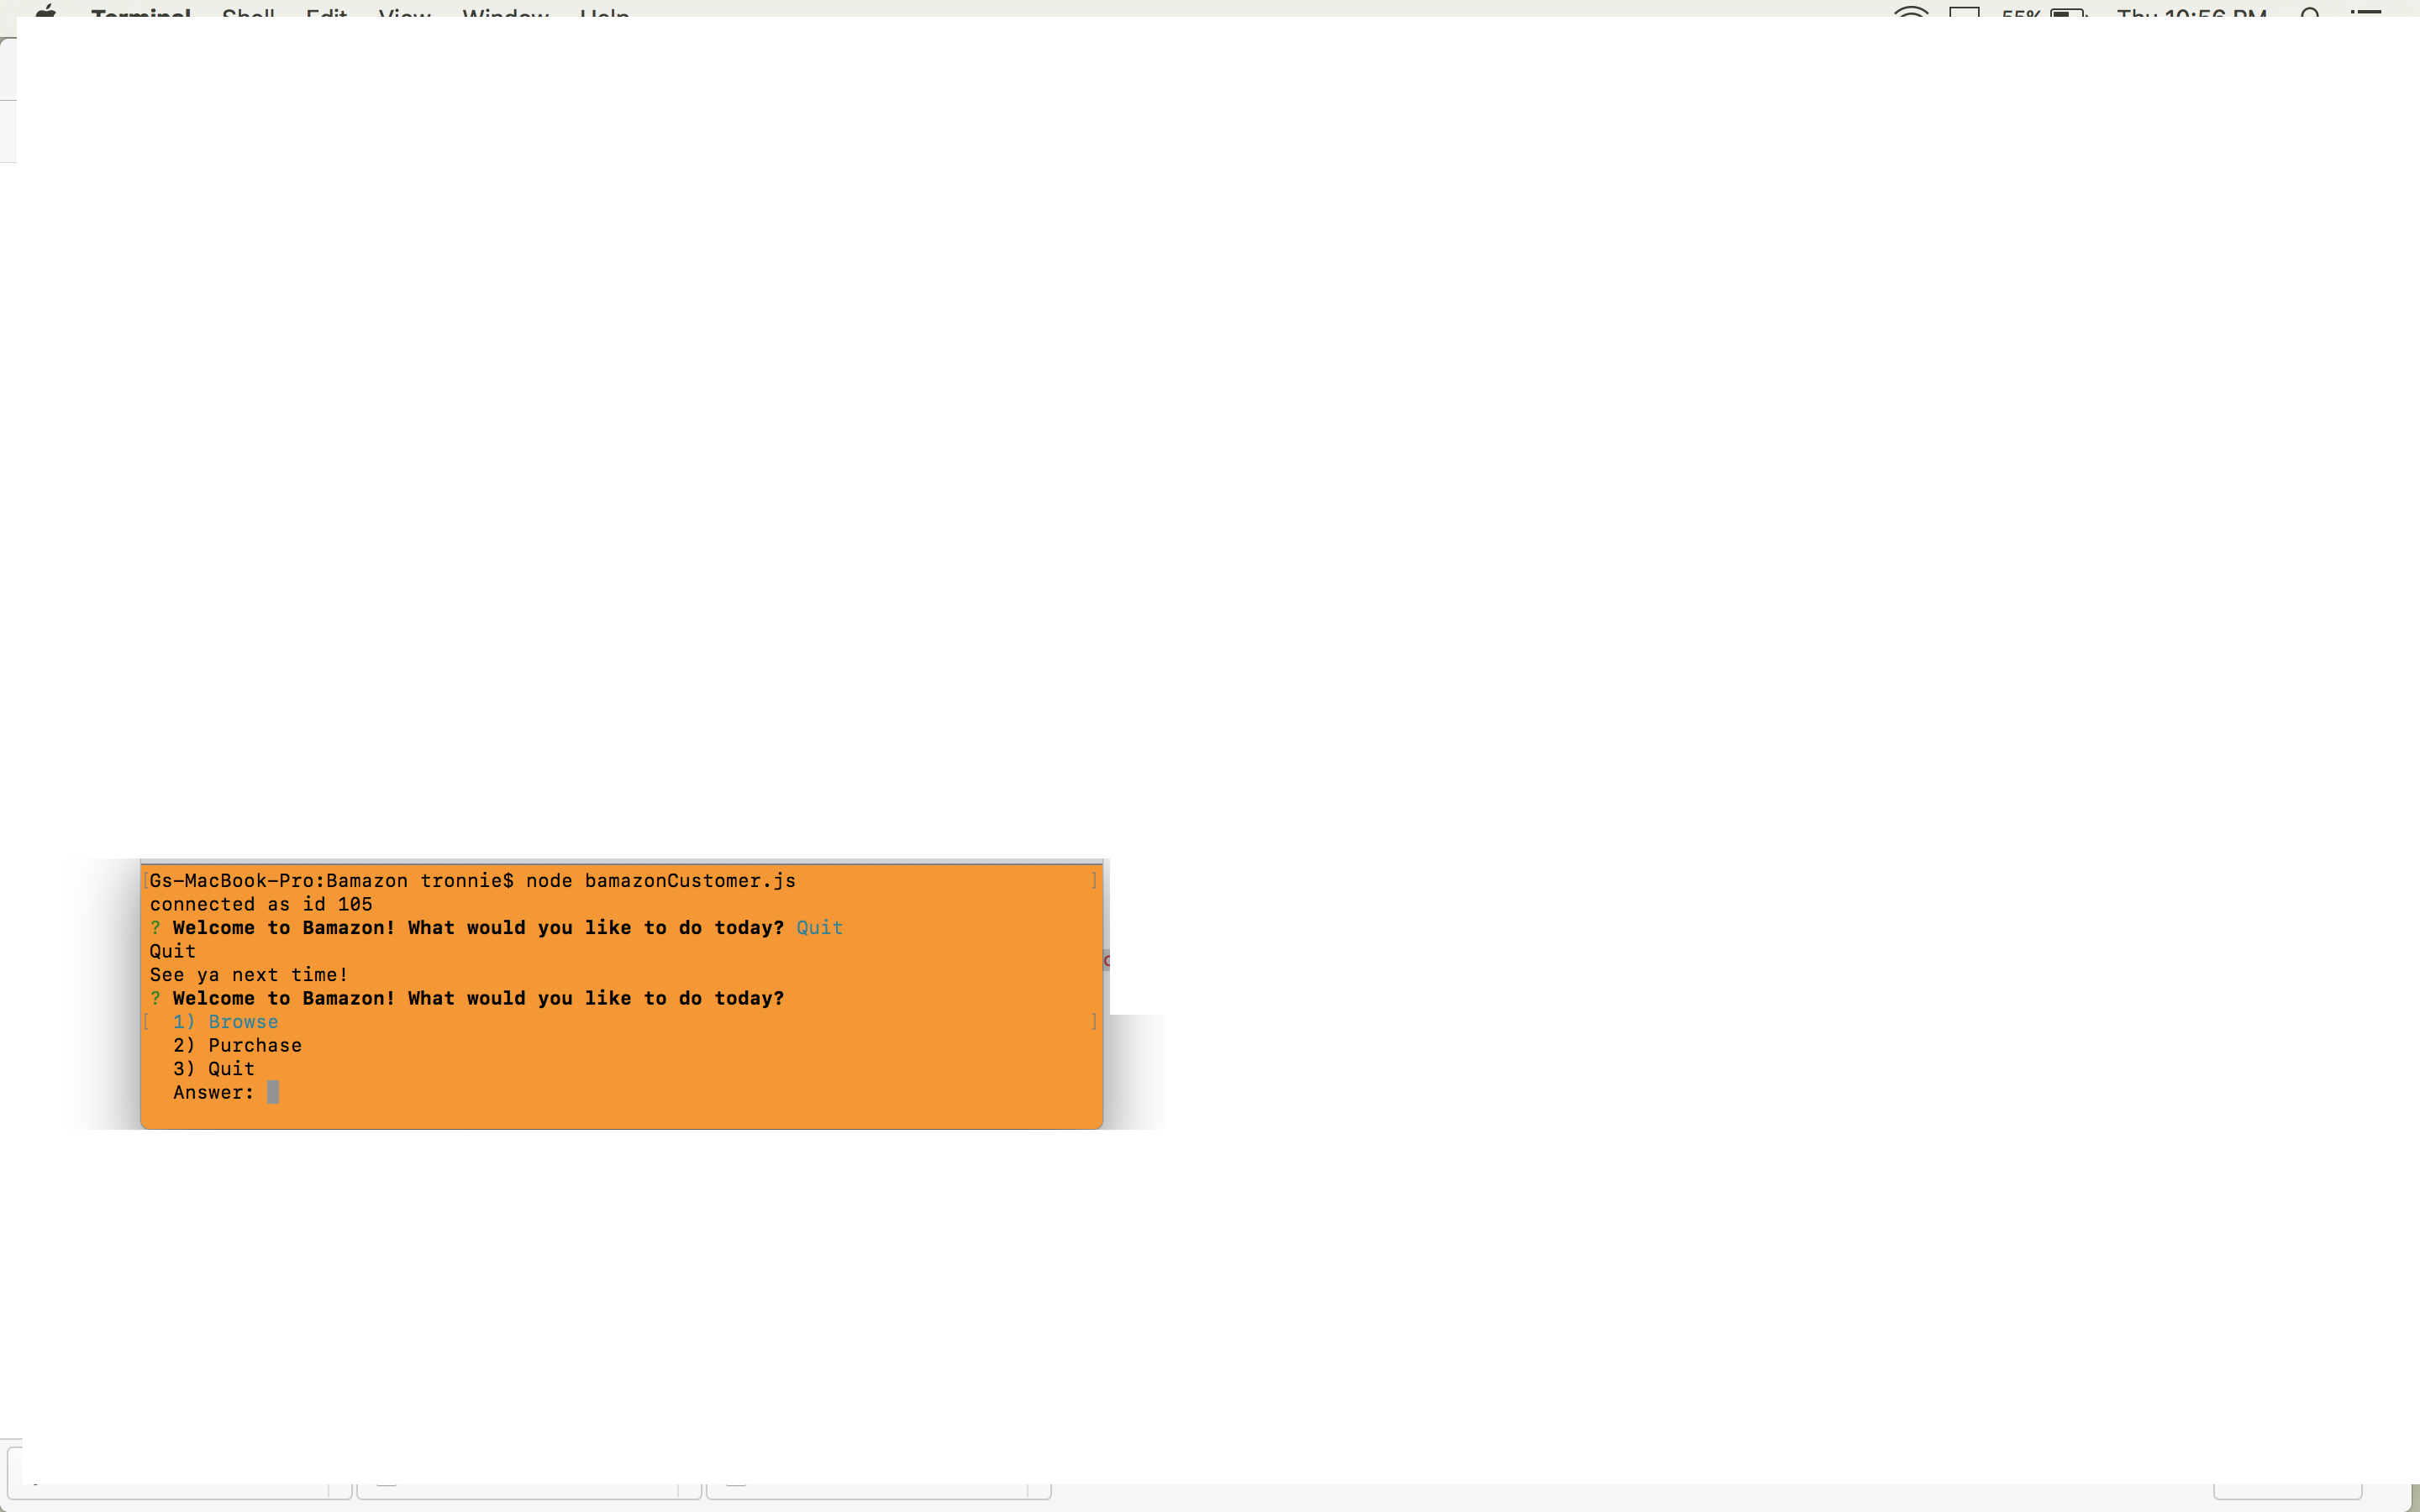 Terminal Shell Edit View Window Help 55% Thu 10:56 PM
[Gs-MacBook-Pro:Bamazon tronnie$ node bamazonCustomer.js ]
connected as id 105
? Welcome to Bamazon! What would you like to do today? Quit
Quit
See ya next time!
? Welcome to Bamazon! What would you like to do today?
[ 1) Browse ]
2) Purchase
3) Quit
Answer: